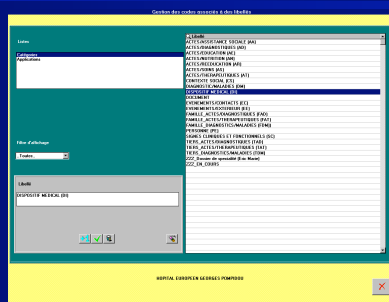 Gestion des codes associés à des libellés
Listes
Catégories
Applications
Filtre d'affichage
..Toutes..
Libellé
DISPOSITIF MEDICAL (DI)
Libellé
ACTES/ASSISTANCE SOCIALE (AA)
ACTES/DIAGNOSTIQUES (AD)
ACTES/EDUCATION (AE)
ACTES/NUTRITION (AN)
ACTES/REEDUCATION (AR)
ACTES/SOINS (AS)
ACTES/THERAPEUTIQUES (AT)
CONTEXTE SOCIAL (CS)
DIAGNOSTICS/MALADIES (DM)
DISPOSITIF MEDICAL (DI)
DOCUMENT
EVENEMENTS/CONTACTS (EC)
EVENEMENTS/EXTERIEUR (EE)
FAMILLE_ACTES/DIAGNOSTIQUES (FAD)
FAMILLE_ACTES/THERAPEUTIQUES (FAT)
FAMILLE_DIAGNOSTICS/MALADIES (FDM)
PERSONNE (PE)
SIGNES CLINIQUES ET FONCTIONNELS (SC)
TIERS_ACTES/DIAGNOSTIQUES (TAD)
TIERS_ACTES/THERAPEUTIQUES (TAT)
TIERS_DIAGNOSTICS/MALADIES (TDM)
ZZZ_Dossier de specialité (Eric Marie)
ZZZ_EN_COURS
HOPITAL EUROPEEN GEORGES POMPIDOU